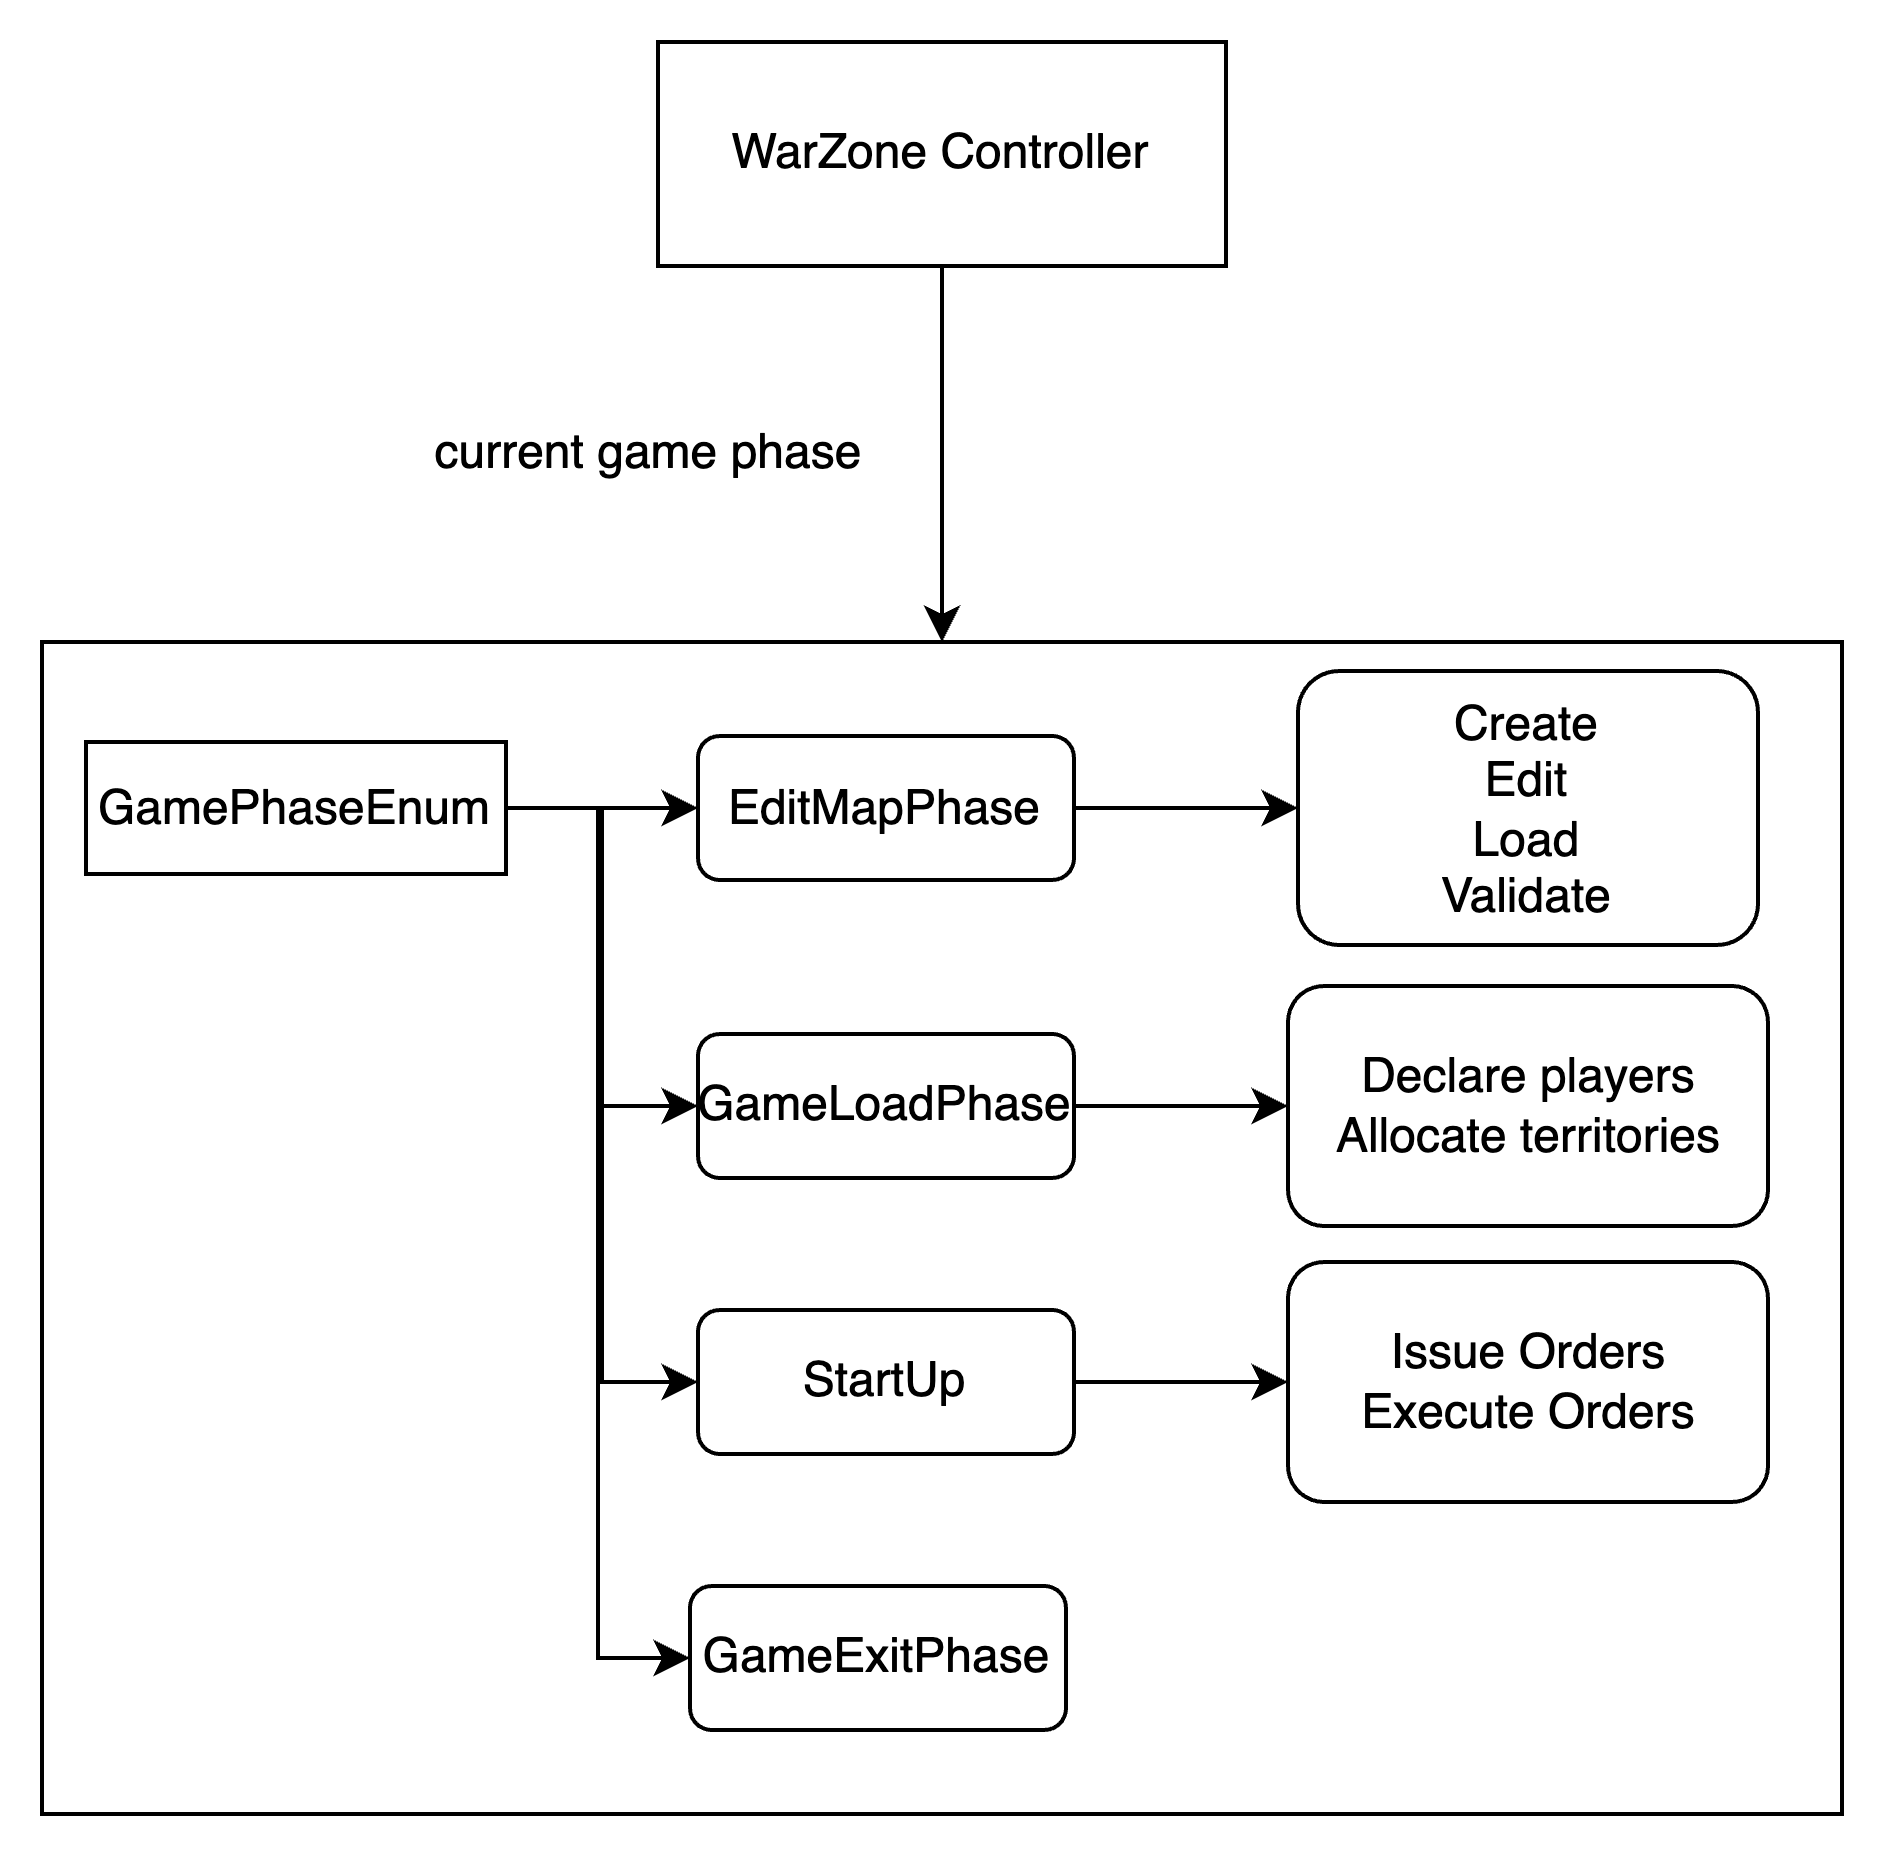 WarZone Controller
current game phase
GamePhaseEnum
EditMapPhase
Create
Edit
Load
Validate
GameLoadPhase
Declare players
Allocate territories
StartUp
Issue Orders
Execute Orders
GameExitPhase